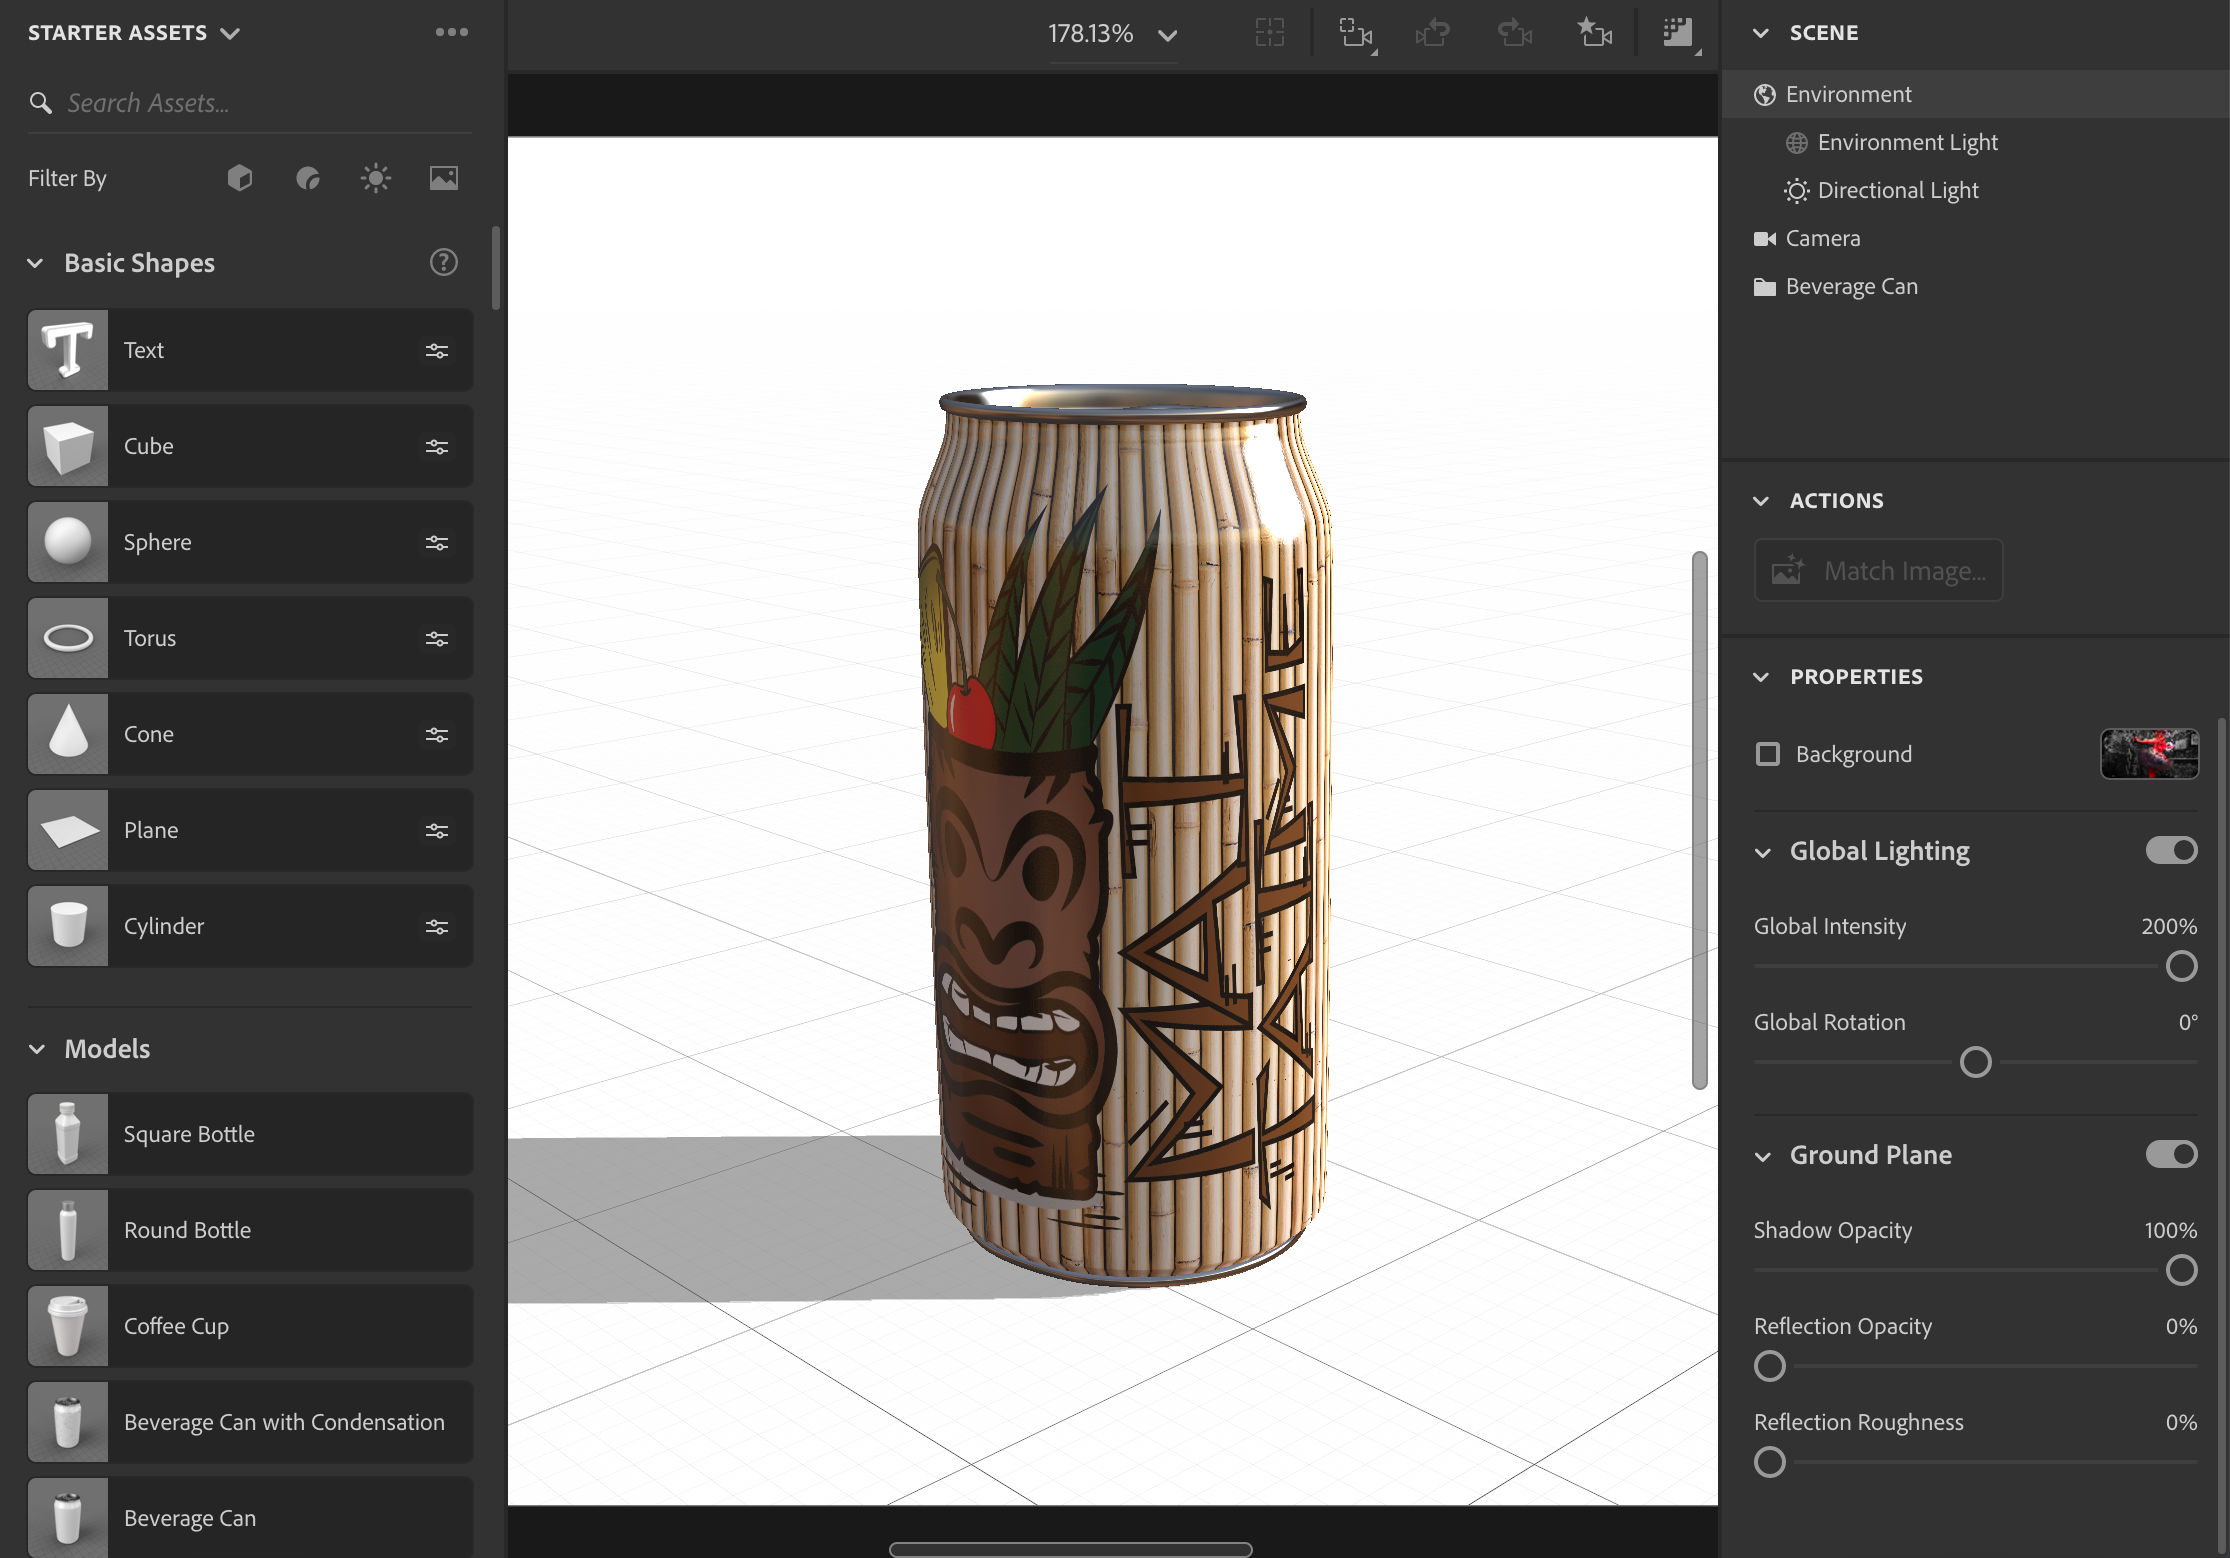 STARTER ASSETS
Search Assets...
Filter By
Basic Shapes
Text
Cube
Sphere
Torus
Cone
Plane
Cylinder
Models
Square Bottle
Round Bottle
Coffee Cup
Beverage Can with Condensation
Beverage Can
178.13%
SCENE
Environment
Environment Light
Directional Light
Camera
Beverage Can
ACTIONS
Match Image...
PROPERTIES
Background
Global Lighting
Global Intensity 200%
Global Rotation 0°
Ground Plane
Shadow Opacity 100%
Reflection Opacity 0%
Reflection Roughness 0%